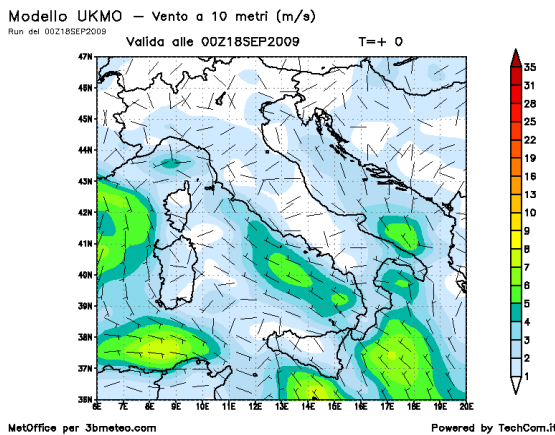 Modello UKMO – Vento a 10 metri (m/s)
Run del 00Z18SEP2009
Valida alle 00Z18SEP2009 T=+ 0
47N
46N
45N
44N
43N
42N
41N
40N
39N
38N
37N
36N
6E 7E 8E 9E 10E 11E 12E 13E 14E 15E 16E 17E 18E 19E 20E
35
31
28
25
22
19
16
13
10
9
8
7
6
5
4
3
2
1
MetOffice per 3bmeteo.com
Powered by TechCom.it